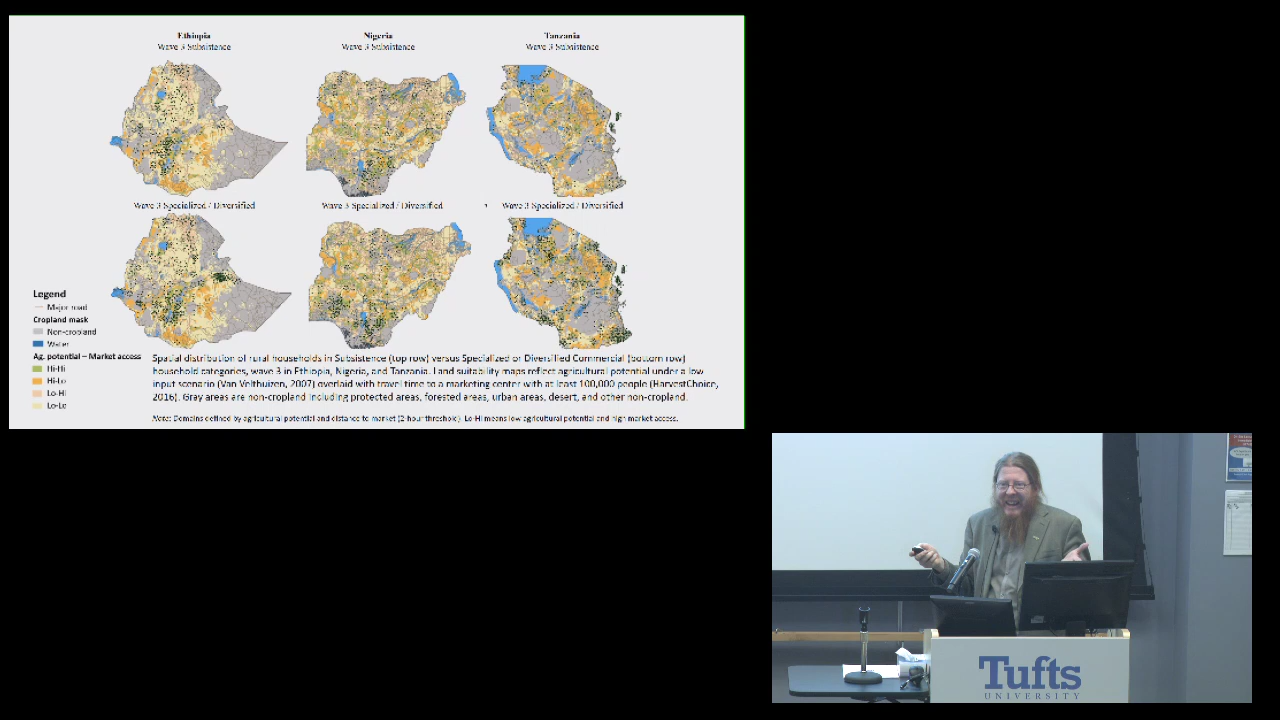 Ethiopia
Wave 3 Subsistence
Nigeria
Wave 3 Subsistence
Tanzania
Wave 3 Subsistence
Wave 3 Specialized / Diversified
Wave 3 Specialized / Diversified
Wave 3 Specialized / Diversified
Legend
Major road
Cropland mask
Non-cropland
Water
Ag. potential – Market access
Hi-Hi
Hi-Lo
Lo-Hi
Lo-Lo
Spatial distribution of rural households in Subsistence (top row) versus Specialized or Diversified Commercial (bottom row)
household categories, wave 3 in Ethiopia, Nigeria, and Tanzania. Land suitability maps reflect agricultural potential under a low
input scenario (Van Velthuizen, 2007) overlaid with travel time to a marketing center with at least 100,000 people (HarvestChoice,
2016). Gray areas are non-cropland including protected areas, forested areas, urban areas, desert, and other non-cropland.
Note: Domains defined by agricultural potential and distance to market (2-hour threshold). Lo-Hi means low agricultural potential and high market access.
Tufts
UNIVERSITY